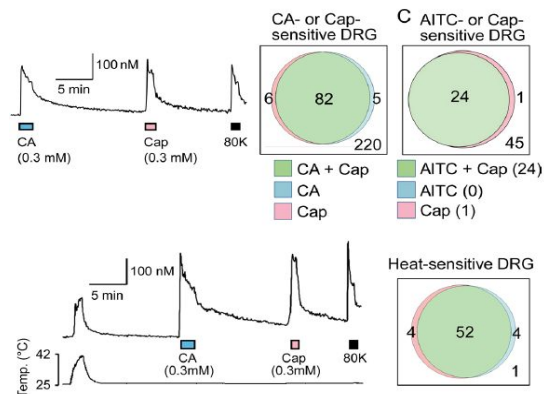 CA- or Cap-
sensitive DRG
C
AITC- or Cap-
sensitive DRG
100 nM
5 min
CA
(0.3 mM)
Cap
(0.3 mM)
80K
6
82
5
220
24
1
45
CA + Cap
CA
Cap
AITC + Cap (24)
AITC (0)
Cap (1)
100 nM
5 min
CA
(0.3mM)
Cap
(0.3mM)
80K
Temp. (°C)
42
25
Heat-sensitive DRG
4
52
4
1